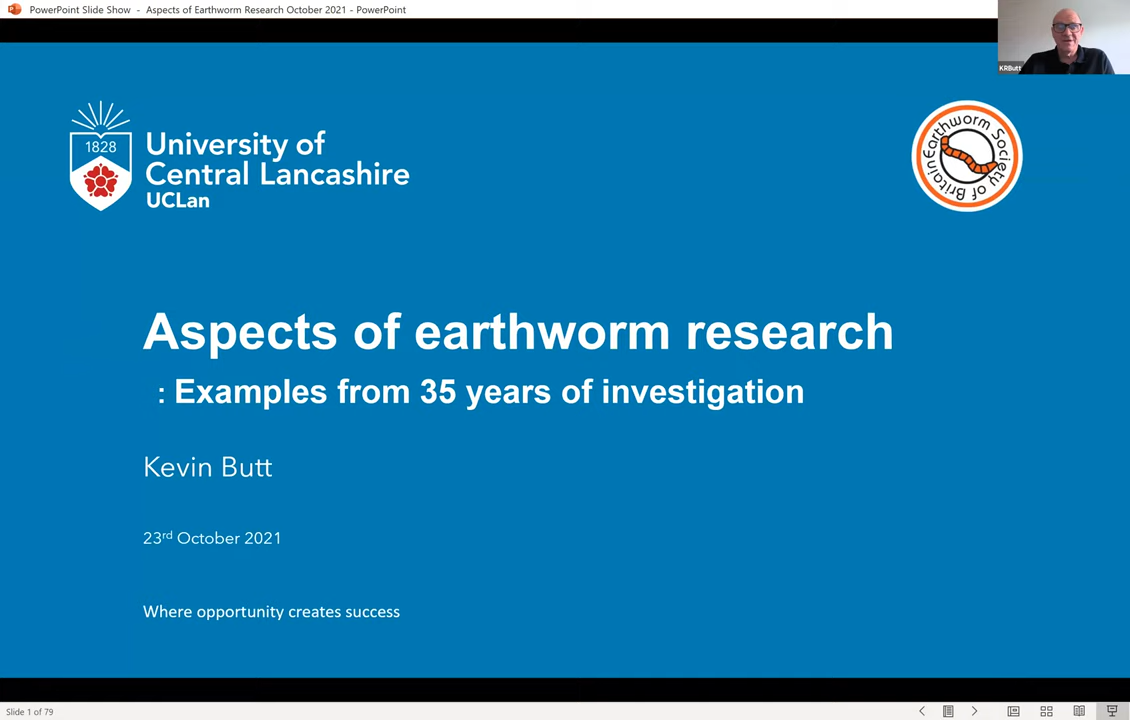 PowerPoint Slide Show - Aspects of Earthworm Research October 2021 - PowerPoint
KRButt
1828
University of
Central Lancashire
UCLan
Earthworm Society of Britain
Aspects of earthworm research
: Examples from 35 years of investigation
Kevin Butt
23rd October 2021
Where opportunity creates success
Slide 1 of 79